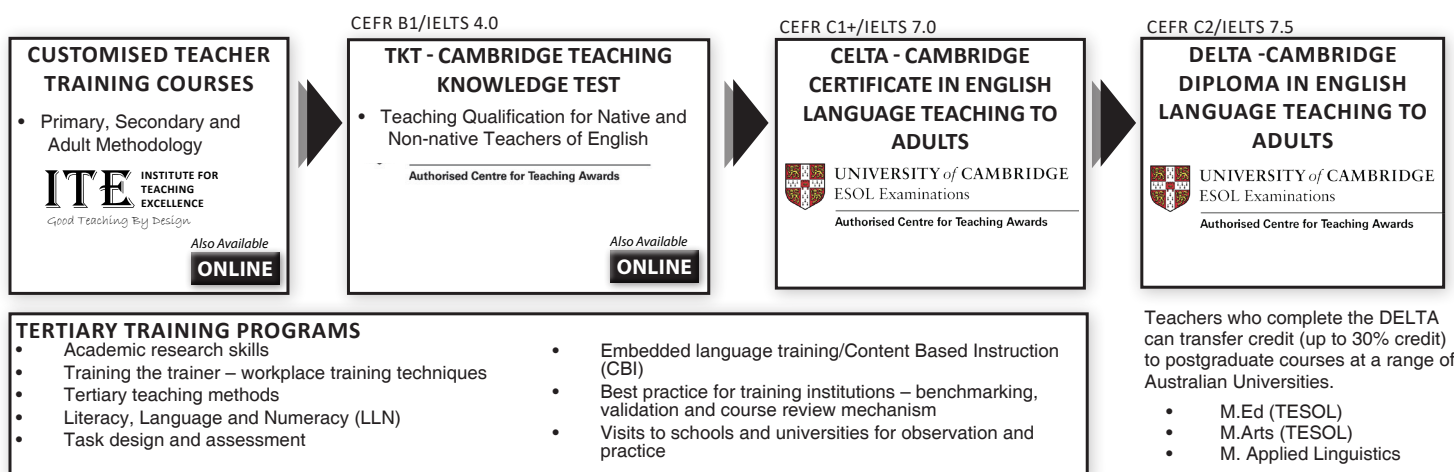 CUSTOMISED TEACHER
TRAINING COURSES
• Primary, Secondary and
Adult Methodology
ITE
INSTITUTE FOR
TEACHING
EXCELLENCE
Good Teaching By Design
Also Available
ONLINE
CEFR B1/IELTS 4.0
TKT - CAMBRIDGE TEACHING
KNOWLEDGE TEST
• Teaching Qualification for Native and
Non-native Teachers of English
Authorised Centre for Teaching Awards
Also Available
ONLINE
CEFR C1+/IELTS 7.0
CELTA - CAMBRIDGE
CERTIFICATE IN ENGLISH
LANGUAGE TEACHING TO
ADULTS
UNIVERSITY of CAMBRIDGE
ESOL Examinations
Authorised Centre for Teaching Awards
CEFR C2/IELTS 7.5
DELTA -CAMBRIDGE
DIPLOMA IN ENGLISH
LANGUAGE TEACHING TO
ADULTS
UNIVERSITY of CAMBRIDGE
ESOL Examinations
Authorised Centre for Teaching Awards
TERTIARY TRAINING PROGRAMS
• Academic research skills
• Training the trainer – workplace training techniques
• Tertiary teaching methods
• Literacy, Language and Numeracy (LLN)
• Task design and assessment
• Embedded language training/Content Based Instruction
(CBI)
• Best practice for training institutions – benchmarking,
validation and course review mechanism
• Visits to schools and universities for observation and
practice
Teachers who complete the DELTA
can transfer credit (up to 30% credit)
to postgraduate courses at a range of
Australian Universities.
• M.Ed (TESOL)
• M.Arts (TESOL)
• M. Applied Linguistics